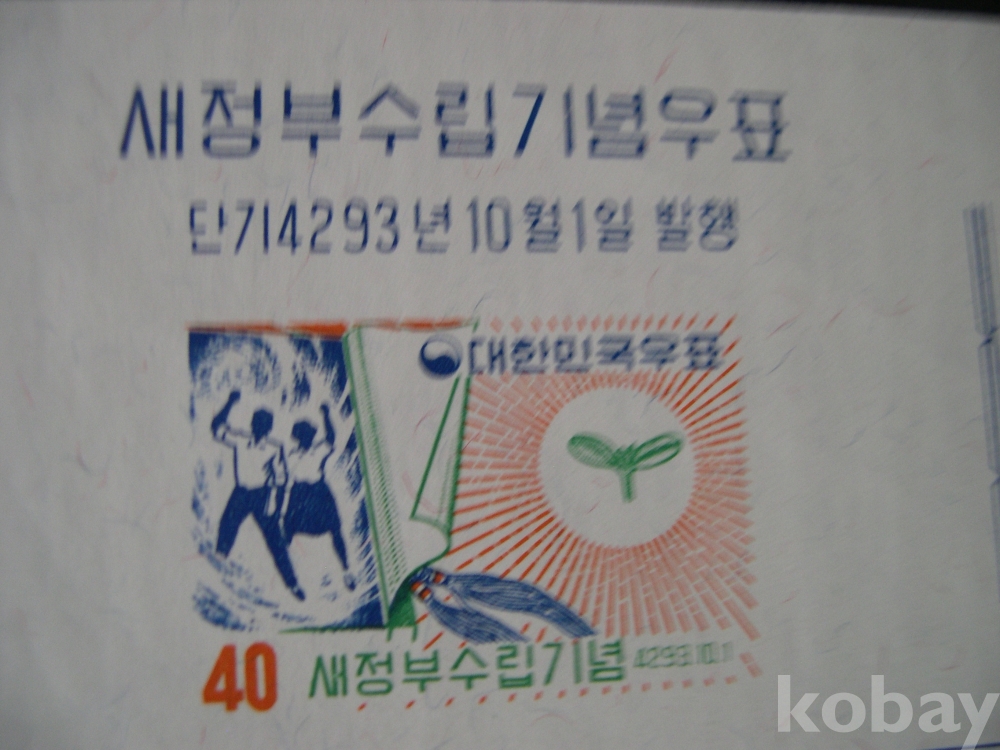 새정부수립기념우표
단기4293년10월1일 발행
대한민국우표
40 새정부수립기념 4293.10.1
kobay